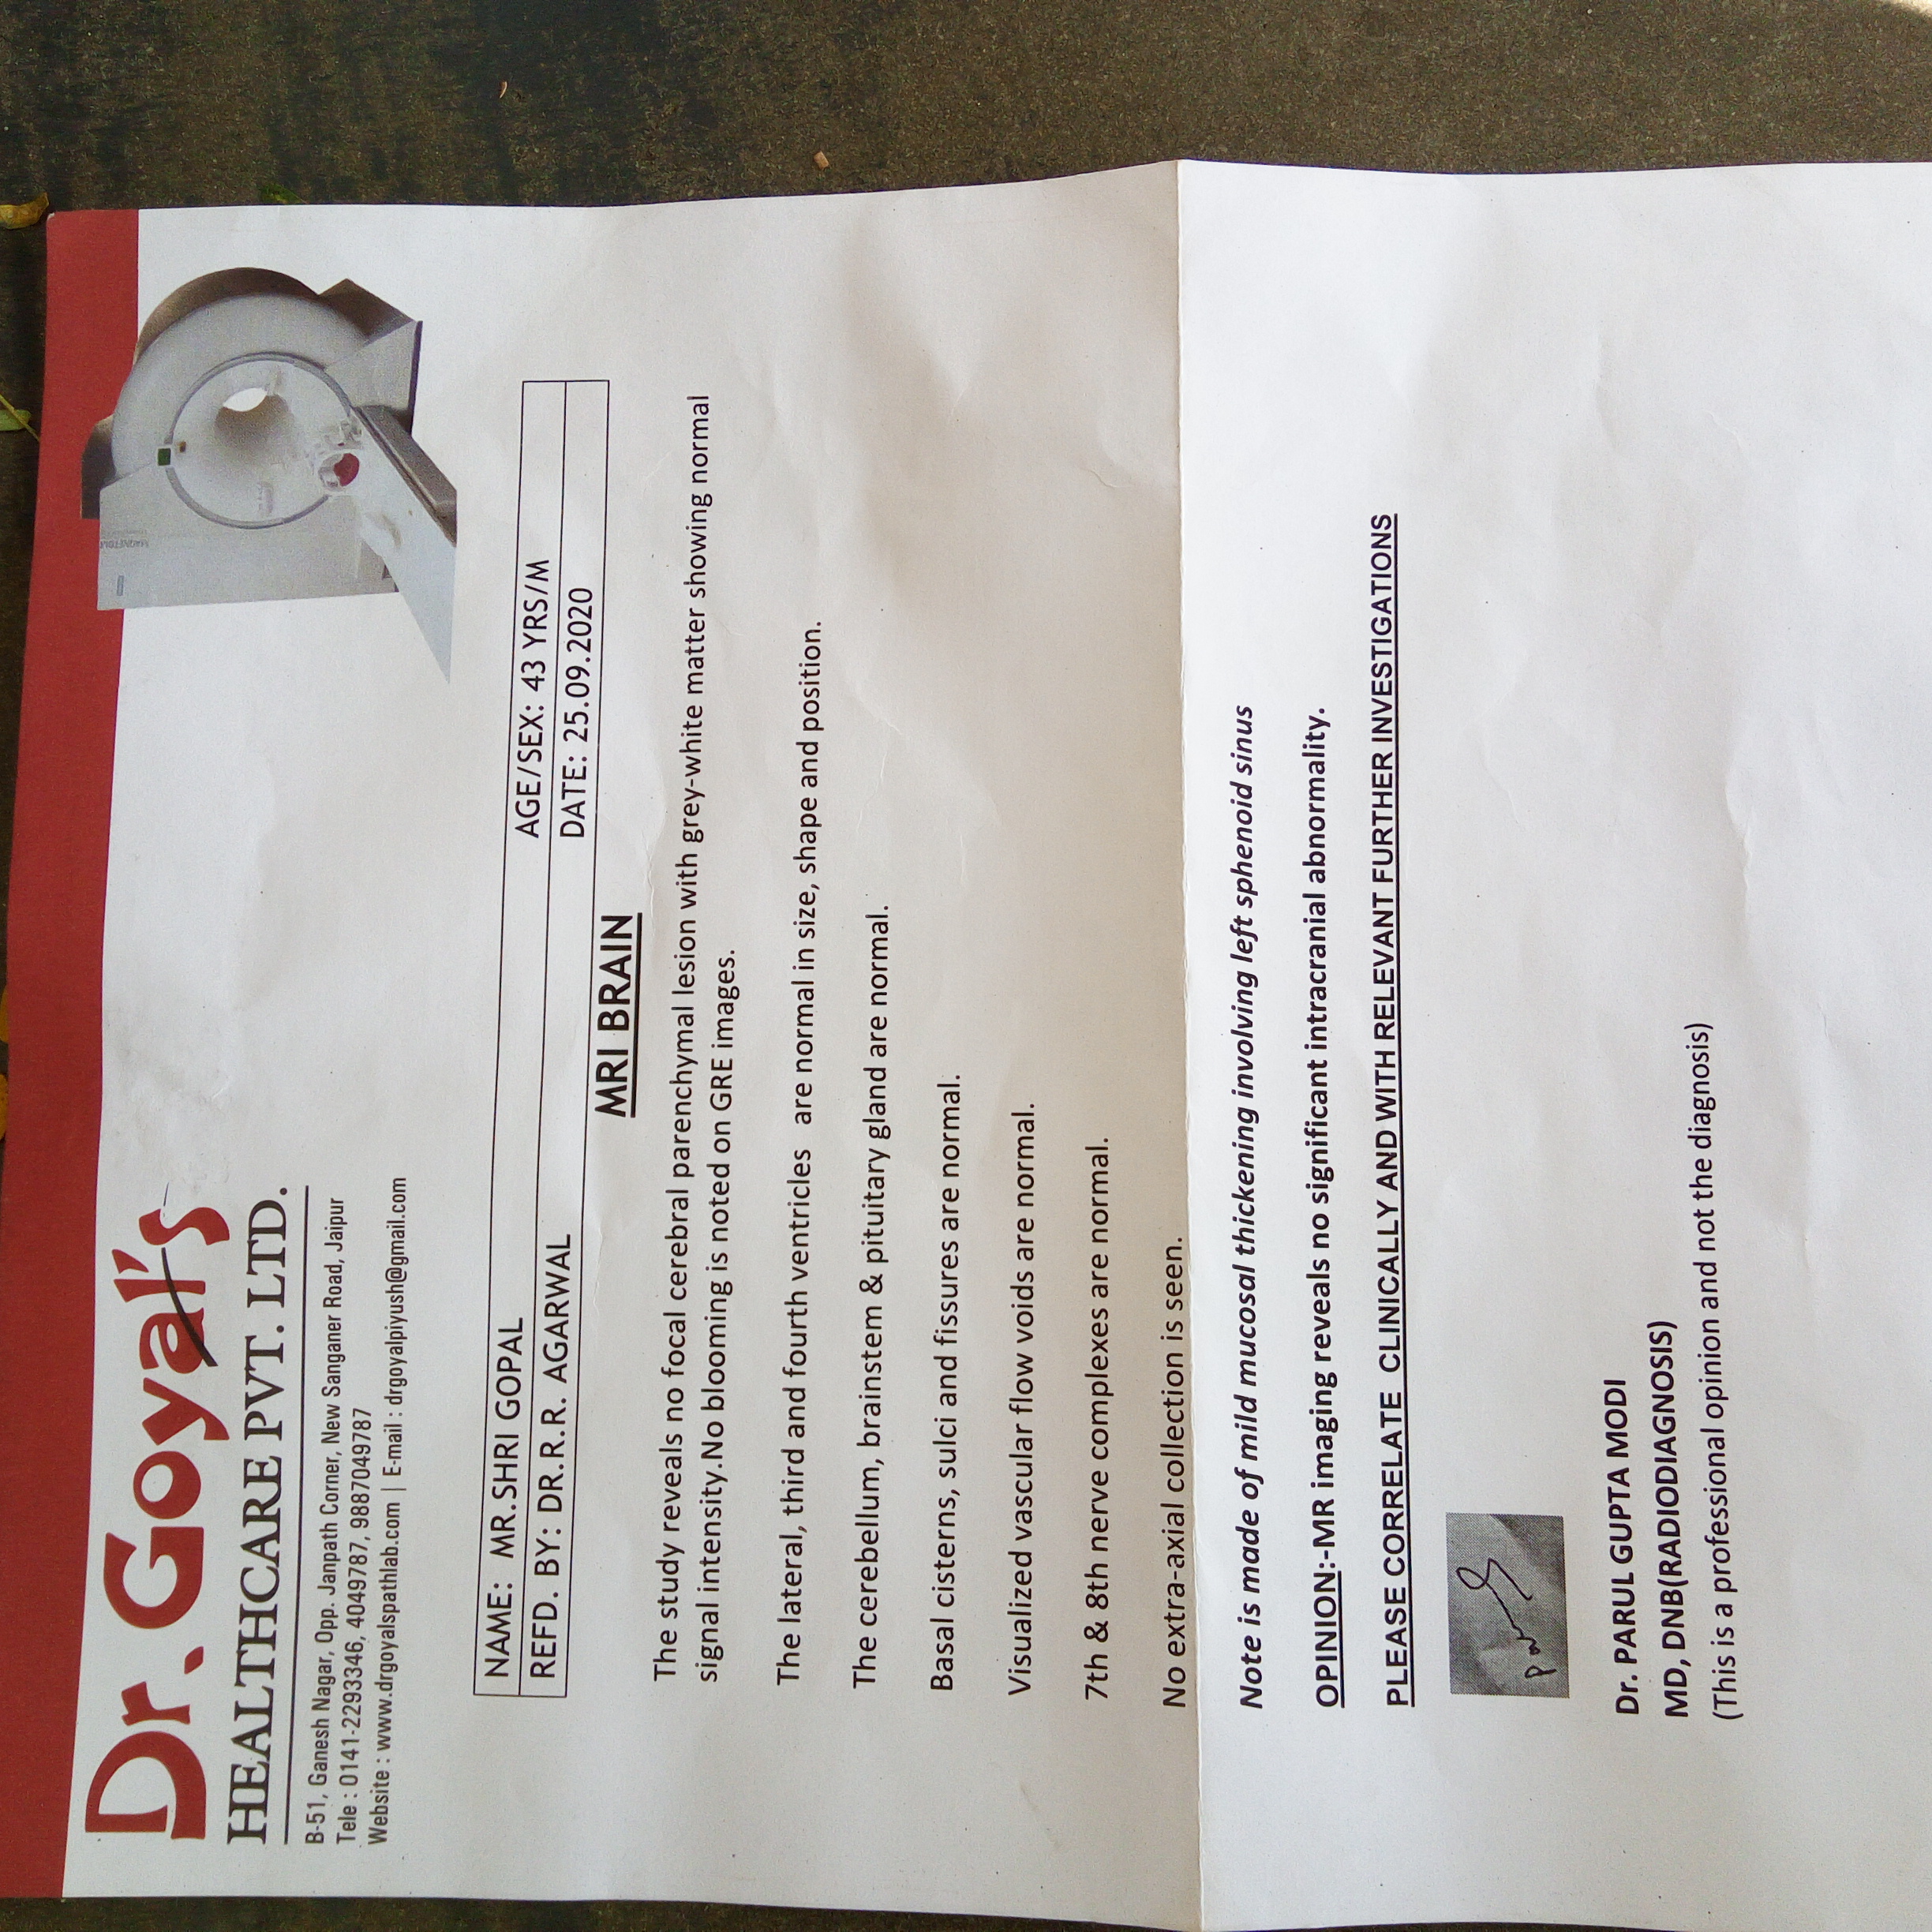 Dr. Goyal's
HEALTHCARE PVT. LTD.
B-51, Ganesh Nagar, Opp. Janpath Corner, New Sanganer Road, Jaipur
Tele : 0141-2293346, 4049787, 9887049787
Website : www.drgoyalspathlab.com | E-mail : drgoyalpiyush@gmail.com
NAME: MR.SHRI GOPAL AGE/SEX: 43 YRS/M
REFD. BY: DR.R.R. AGARWAL DATE: 25.09.2020
MRI BRAIN
The study reveals no focal cerebral parenchymal lesion with grey-white matter showing normal
signal intensity.No blooming is noted on GRE images.
The lateral, third and fourth ventricles are normal in size, shape and position.
The cerebellum, brainstem & pituitary gland are normal.
Basal cisterns, sulci and fissures are normal.
Visualized vascular flow voids are normal.
7th & 8th nerve complexes are normal.
No extra-axial collection is seen.
Note is made of mild mucosal thickening involving left sphenoid sinus
OPINION:-MR imaging reveals no significant intracranial abnormality.
PLEASE CORRELATE CLINICALLY AND WITH RELEVANT FURTHER INVESTIGATIONS
Dr. PARUL GUPTA MODI
MD, DNB(RADIODIAGNOSIS)
(This is a professional opinion and not the diagnosis)